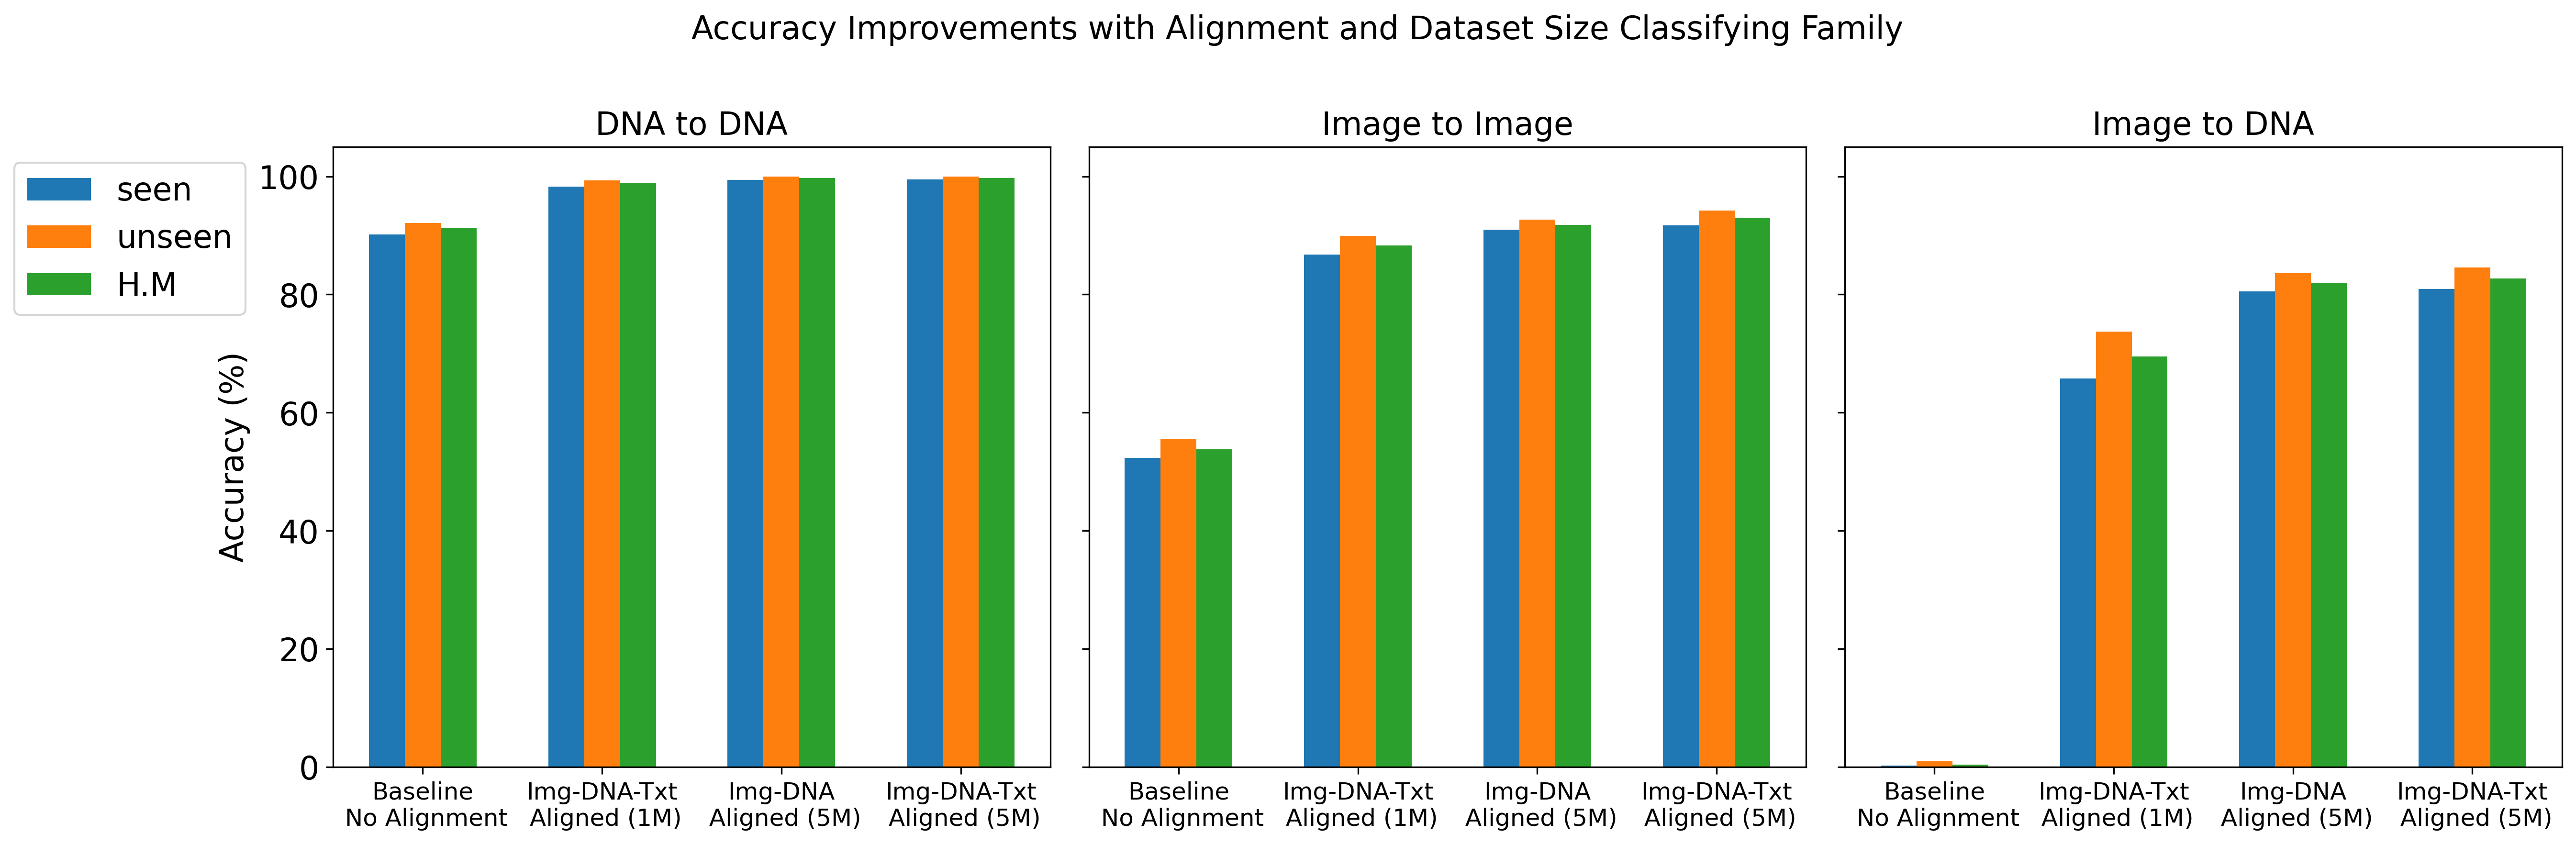 Accuracy Improvements with Alignment and Dataset Size Classifying Family
DNA to DNA
Image to Image
Image to DNA
seen
unseen
H.M
Accuracy (%)
100
80
60
40
20
0
Baseline
No Alignment
Img-DNA-Txt
Aligned (1M)
Img-DNA
Aligned (5M)
Img-DNA-Txt
Aligned (5M)
Baseline
No Alignment
Img-DNA-Txt
Aligned (1M)
Img-DNA
Aligned (5M)
Img-DNA-Txt
Aligned (5M)
Baseline
No Alignment
Img-DNA-Txt
Aligned (1M)
Img-DNA
Aligned (5M)
Img-DNA-Txt
Aligned (5M)